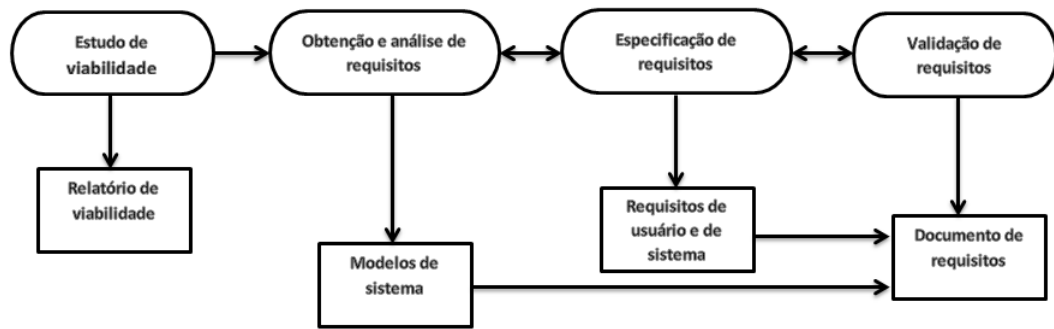 Estudo de
viabilidade
Obtenção e análise de
requisitos
Especificação de
requisitos
Validação de
requisitos
Relatório de
viabilidade
Modelos de
sistema
Requisitos de
usuário e de
sistema
Documento de
requisitos